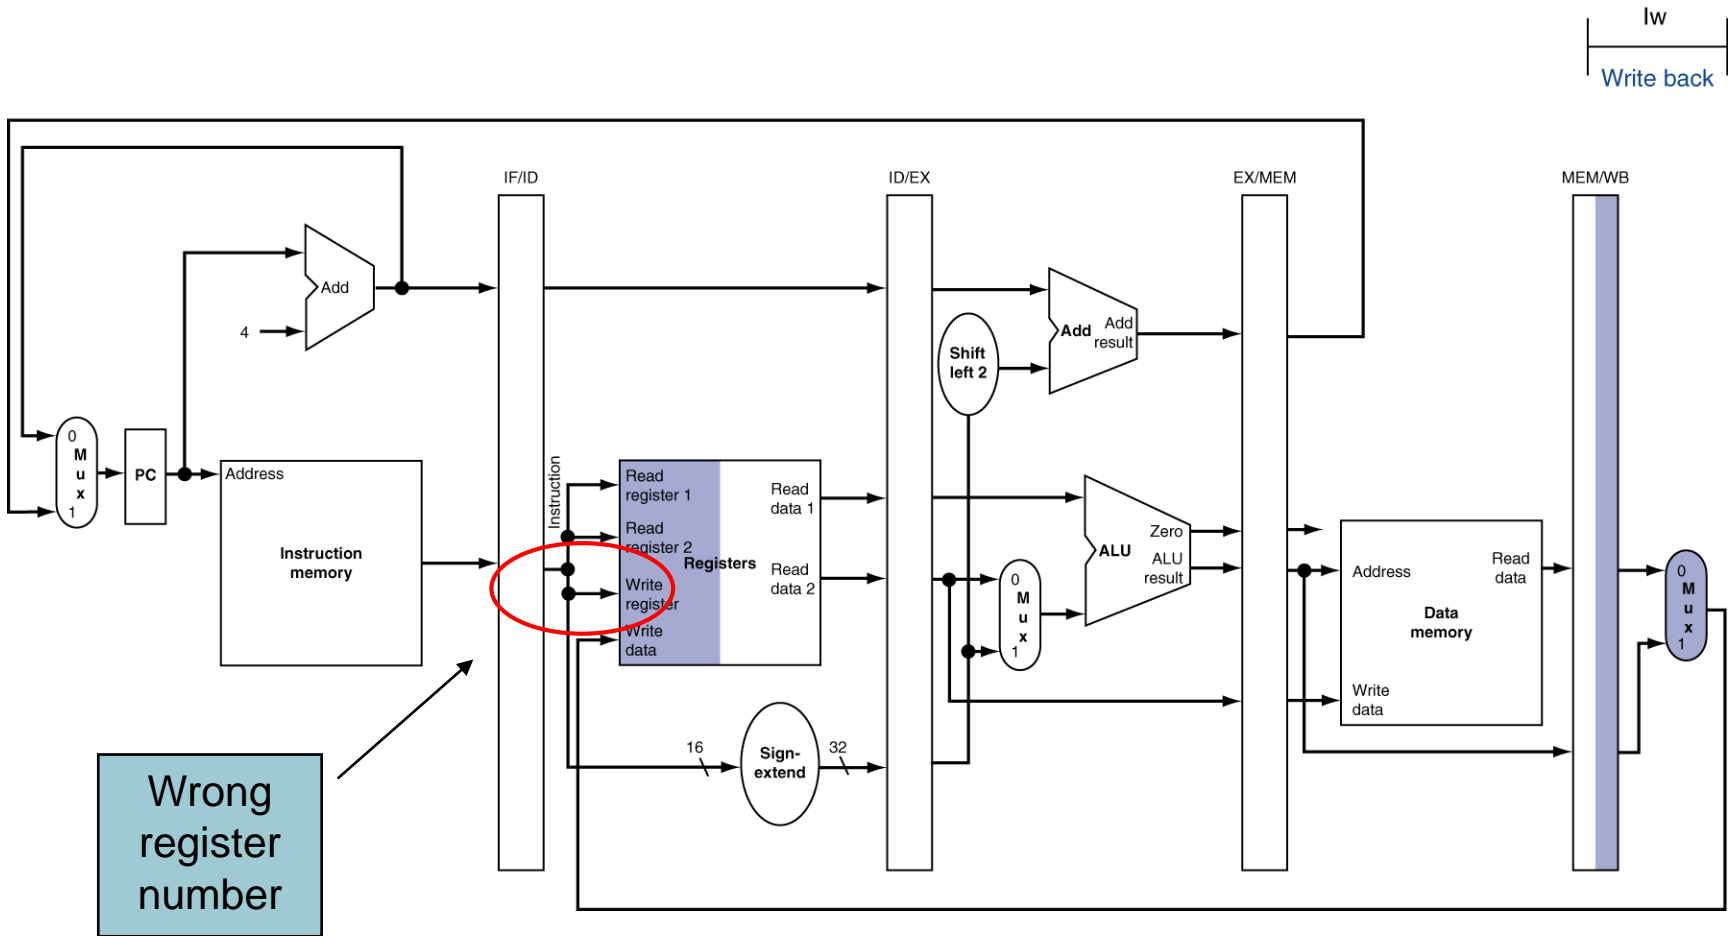 lw
Write back
IF/ID
ID/EX
EX/MEM
MEM/WB
Add
4
Add
Add
result
Shift
left 2
0
M
u
x
1
PC
Address
Instruction
memory
Instruction
Read
register 1
Read
register 2
Registers
Write
register
Write
data
Read
data 1
Read
data 2
0
M
u
x
1
Zero
ALU
ALU
result
Address
Read
data
Data
memory
Write
data
0
M
u
x
1
16
Sign-
extend
32
Wrong
register
number